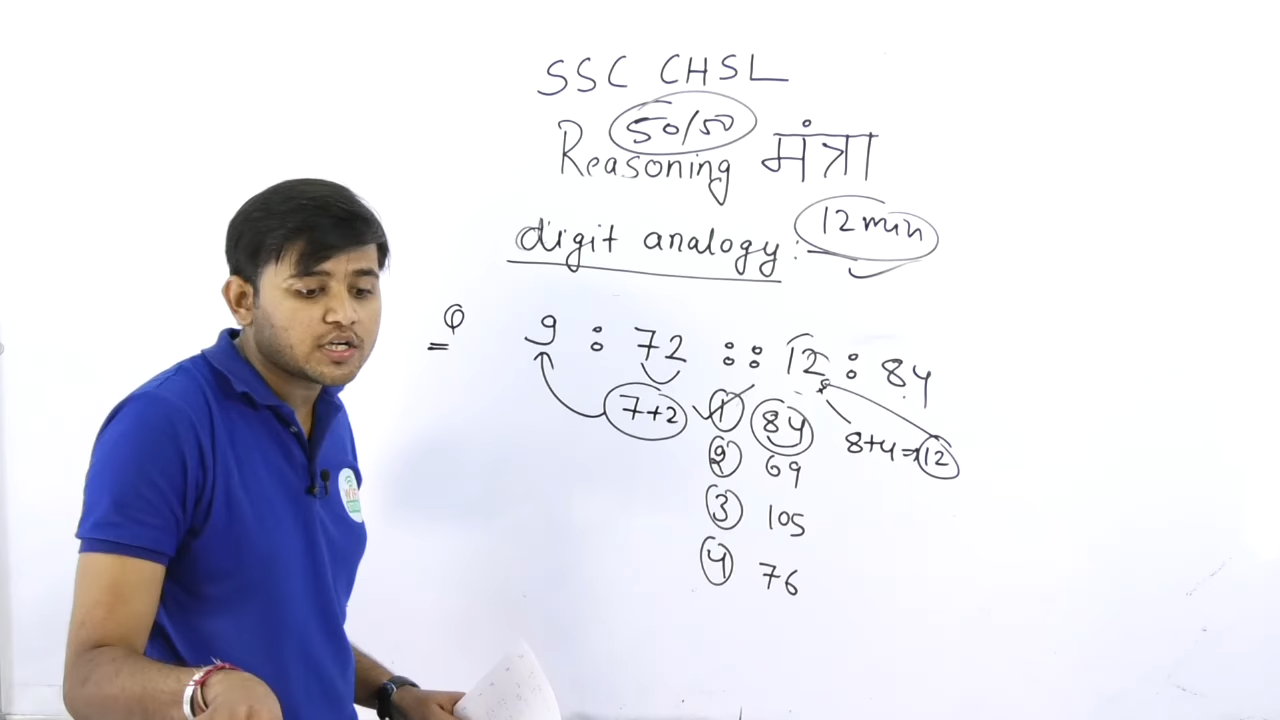 SSC CHSL
50/50
Reasoning मंत्रा
digit analogy : 12 min
Q 9 : 72 :: 12 : 84
7+2
8+4⇒12
① 84
② 69
③ 105
④ 76